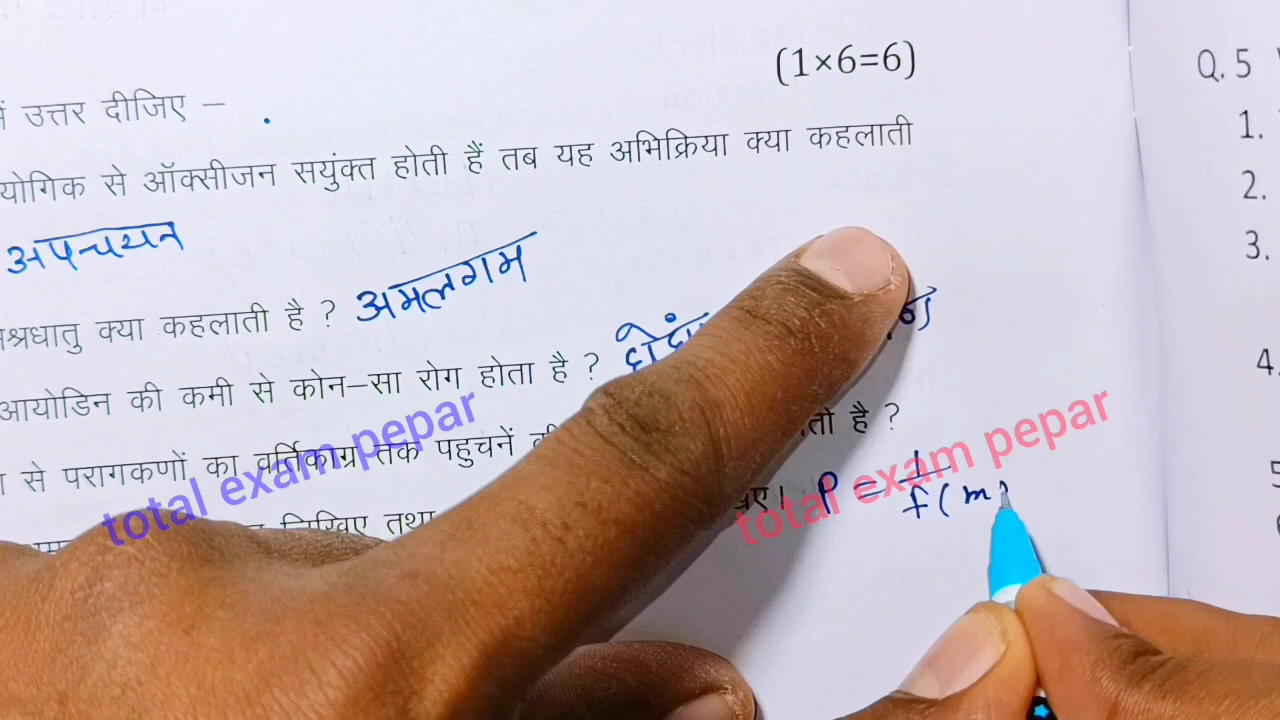 (1×6=6)
में उत्तर दीजिए –
योगिक से ऑक्सीजन सयुंक्त होती हैं तब यह अभिक्रिया क्या कहलाती
अपचयन
मिश्रधातु क्या कहलाती है ? अमलगम
आयोडिन की कमी से कोन–सा रोग होता है ?
से परागकणों का वर्तिकाग्र तक पहुचनें
है ?
लिखिए तथा
P = 1/f(m)
total exam pepar
total exam pepar
Q. 5
1.
2.
3.
4.